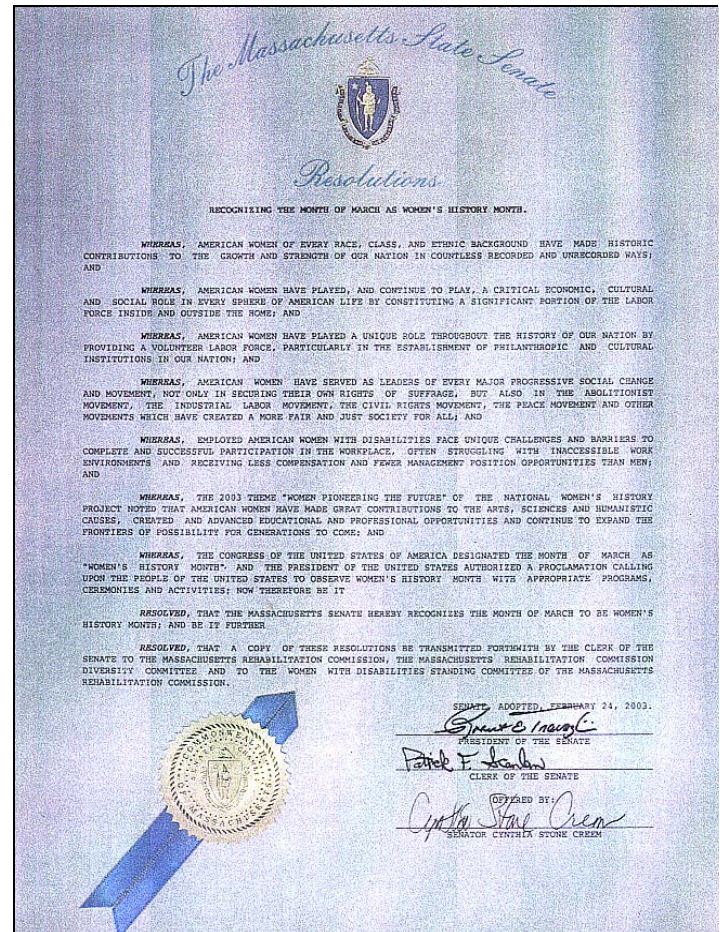 The Massachusetts State Senate
Resolutions
RECOGNIZING THE MONTH OF MARCH AS WOMEN'S HISTORY MONTH.
WHEREAS, AMERICAN WOMEN OF EVERY RACE, CLASS, AND ETHNIC BACKGROUND HAVE MADE HISTORIC
CONTRIBUTIONS TO THE GROWTH AND STRENGTH OF OUR NATION IN COUNTLESS RECORDED AND UNRECORDED WAYS;
AND
WHEREAS, AMERICAN WOMEN HAVE PLAYED, AND CONTINUE TO PLAY, A CRITICAL ECONOMIC, CULTURAL
AND SOCIAL ROLE IN EVERY SPHERE OF AMERICAN LIFE BY CONSTITUTING A SIGNIFICANT PORTION OF THE LABOR
FORCE INSIDE AND OUTSIDE THE HOME; AND
WHEREAS, AMERICAN WOMEN HAVE PLAYED A UNIQUE ROLE THROUGHOUT THE HISTORY OF OUR NATION BY
PROVIDING A VOLUNTEER LABOR FORCE, PARTICULARLY IN THE ESTABLISHMENT OF PHILANTHROPIC AND CULTURAL
INSTITUTIONS IN OUR NATION; AND
WHEREAS, AMERICAN WOMEN HAVE SERVED AS LEADERS OF EVERY MAJOR PROGRESSIVE SOCIAL CHANGE
AND MOVEMENT, NOT ONLY IN SECURING THEIR OWN RIGHTS OF SUFFRAGE, BUT ALSO IN THE ABOLITIONIST
MOVEMENT, THE INDUSTRIAL LABOR MOVEMENT, THE CIVIL RIGHTS MOVEMENT, THE PEACE MOVEMENT AND OTHER
MOVEMENTS WHICH HAVE CREATED A MORE FAIR AND JUST SOCIETY FOR ALL; AND
WHEREAS, EMPLOYED AMERICAN WOMEN WITH DISABILITIES FACE UNIQUE CHALLENGES AND BARRIERS TO
COMPLETE AND SUCCESSFUL PARTICIPATION IN THE WORKPLACE, OFTEN STRUGGLING WITH INACCESSIBLE WORK
ENVIRONMENTS AND RECEIVING LESS COMPENSATION AND FEWER MANAGEMENT POSITION OPPORTUNITIES THAN MEN;
AND
WHEREAS, THE 2003 THEME "WOMEN PIONEERING THE FUTURE" OF THE NATIONAL WOMEN'S HISTORY
PROJECT NOTED THAT AMERICAN WOMEN HAVE MADE GREAT CONTRIBUTIONS TO THE ARTS, SCIENCES AND HUMANISTIC
CAUSES, CREATED AND ADVANCED EDUCATIONAL AND PROFESSIONAL OPPORTUNITIES AND CONTINUE TO EXPAND THE
FRONTIERS OF POSSIBILITY FOR GENERATIONS TO COME; AND
WHEREAS, THE CONGRESS OF THE UNITED STATES OF AMERICA DESIGNATED THE MONTH OF MARCH AS
"WOMEN'S HISTORY MONTH" AND THE PRESIDENT OF THE UNITED STATES AUTHORIZED A PROCLAMATION CALLING
UPON THE PEOPLE OF THE UNITED STATES TO OBSERVE WOMEN'S HISTORY MONTH WITH APPROPRIATE PROGRAMS,
CEREMONIES AND ACTIVITIES; NOW THEREFORE BE IT
RESOLVED, THAT THE MASSACHUSETTS SENATE HEREBY RECOGNIZES THE MONTH OF MARCH TO BE WOMEN'S
HISTORY MONTH; AND BE IT FURTHER
RESOLVED, THAT A COPY OF THESE RESOLUTIONS BE TRANSMITTED FORTHWITH BY THE CLERK OF THE
SENATE TO THE MASSACHUSETTS REHABILITATION COMMISSION, THE MASSACHUSETTS REHABILITATION COMMISSION
DIVERSITY COMMITTEE AND TO THE WOMEN WITH DISABILITIES STANDING COMMITTEE OF THE MASSACHUSETTS
REHABILITATION COMMISSION.
SENATE, ADOPTED, FEBRUARY 24, 2003.
PRESIDENT OF THE SENATE
Patrick F. Scanlan
CLERK OF THE SENATE
OFFERED BY:
Cynthia Stone Creem
SENATOR CYNTHIA STONE CREEM
COMMONWEALTH OF MASSACHUSETTS